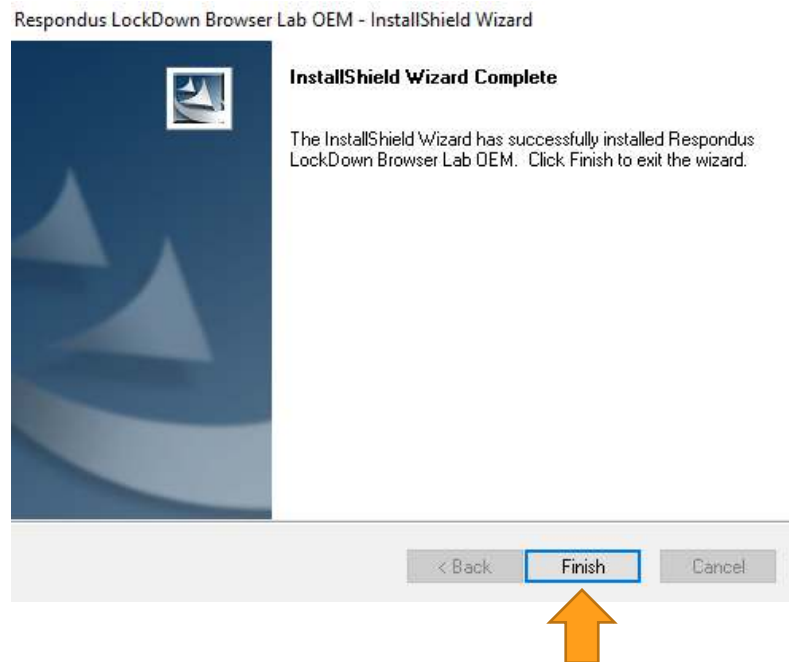 Respondus LockDown Browser Lab OEM - InstallShield Wizard
InstallShield Wizard Complete
The InstallShield Wizard has successfully installed Respondus
LockDown Browser Lab OEM.  Click Finish to exit the wizard.
< Back
Finish
Cancel